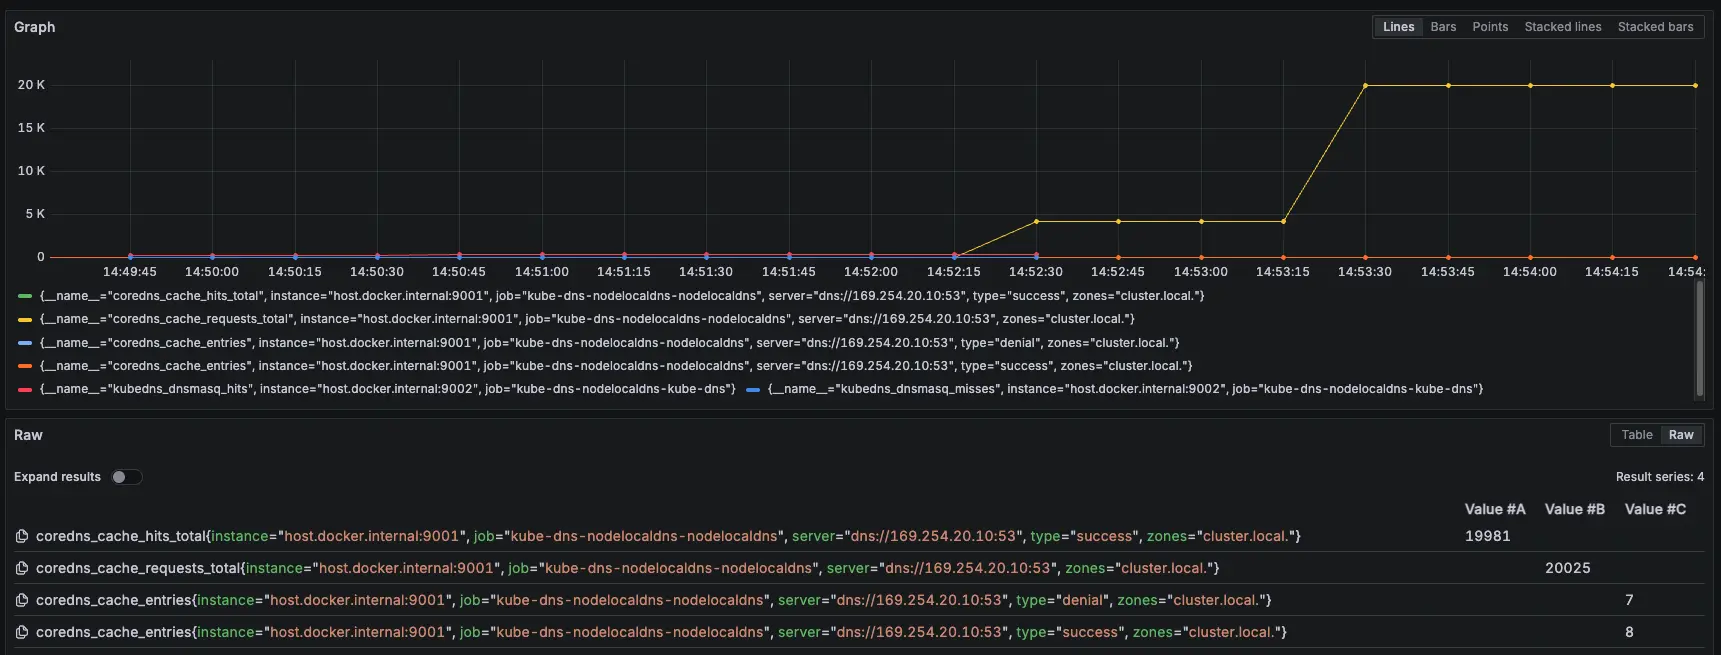 Graph
Lines Bars Points Stacked lines Stacked bars
20 K
15 K
10 K
5 K
0
14:49:45 14:50:00 14:50:15 14:50:30 14:50:45 14:51:00 14:51:15 14:51:30 14:51:45 14:52:00 14:52:15 14:52:30 14:52:45 14:53:00 14:53:15 14:53:30 14:53:45 14:54:00 14:54:15 14:54:
{__name__="coredns_cache_hits_total", instance="host.docker.internal:9001", job="kube-dns-nodelocaldns-nodelocaldns", server="dns://169.254.20.10:53", type="success", zones="cluster.local."}
{__name__="coredns_cache_requests_total", instance="host.docker.internal:9001", job="kube-dns-nodelocaldns-nodelocaldns", server="dns://169.254.20.10:53", zones="cluster.local."}
{__name__="coredns_cache_entries", instance="host.docker.internal:9001", job="kube-dns-nodelocaldns-nodelocaldns", server="dns://169.254.20.10:53", type="denial", zones="cluster.local."}
{__name__="coredns_cache_entries", instance="host.docker.internal:9001", job="kube-dns-nodelocaldns-nodelocaldns", server="dns://169.254.20.10:53", type="success", zones="cluster.local."}
{__name__="kubedns_dnsmasq_hits", instance="host.docker.internal:9002", job="kube-dns-nodelocaldns-kube-dns"} {__name__="kubedns_dnsmasq_misses", instance="host.docker.internal:9002", job="kube-dns-nodelocaldns-kube-dns"}
Raw
Table Raw
Expand results
Result series: 4
Value #A Value #B Value #C
coredns_cache_hits_total{instance="host.docker.internal:9001", job="kube-dns-nodelocaldns-nodelocaldns", server="dns://169.254.20.10:53", type="success", zones="cluster.local."} 19981
coredns_cache_requests_total{instance="host.docker.internal:9001", job="kube-dns-nodelocaldns-nodelocaldns", server="dns://169.254.20.10:53", zones="cluster.local."} 20025
coredns_cache_entries{instance="host.docker.internal:9001", job="kube-dns-nodelocaldns-nodelocaldns", server="dns://169.254.20.10:53", type="denial", zones="cluster.local."} 7
coredns_cache_entries{instance="host.docker.internal:9001", job="kube-dns-nodelocaldns-nodelocaldns", server="dns://169.254.20.10:53", type="success", zones="cluster.local."} 8